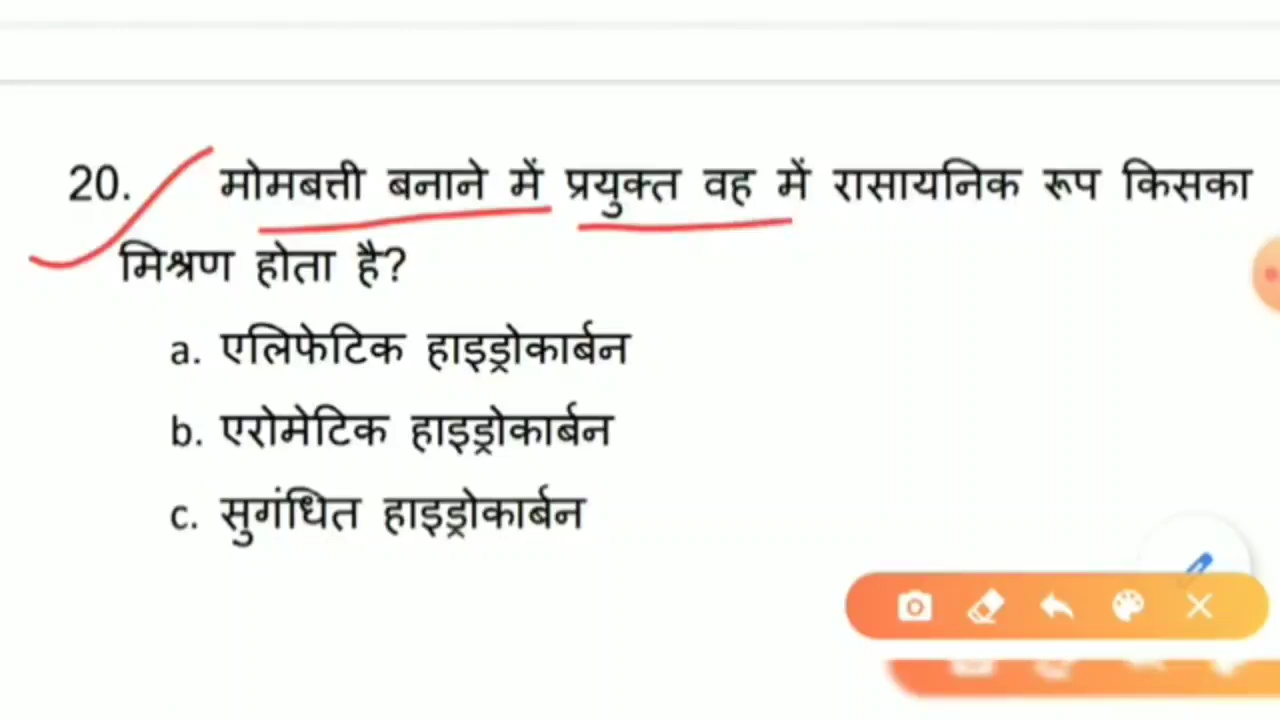 20. मोमबत्ती बनाने में प्रयुक्त वह में रासायनिक रूप किसका
मिश्रण होता है?
a. एलिफेटिक हाइड्रोकार्बन
b. एरोमेटिक हाइड्रोकार्बन
c. सुगंधित हाइड्रोकार्बन